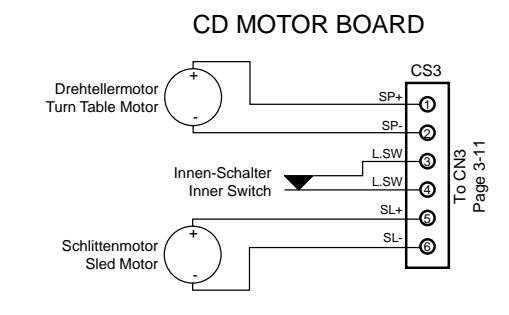 CD MOTOR BOARD
CS3
Drehtellermotor
Turn Table Motor
+
-
SP+
1
SP-
2
Innen-Schalter
Inner Switch
L.SW
3
L.SW
4
Schlittenmotor
Sled Motor
+
-
SL+
5
SL-
6
To CN3
Page 3-11